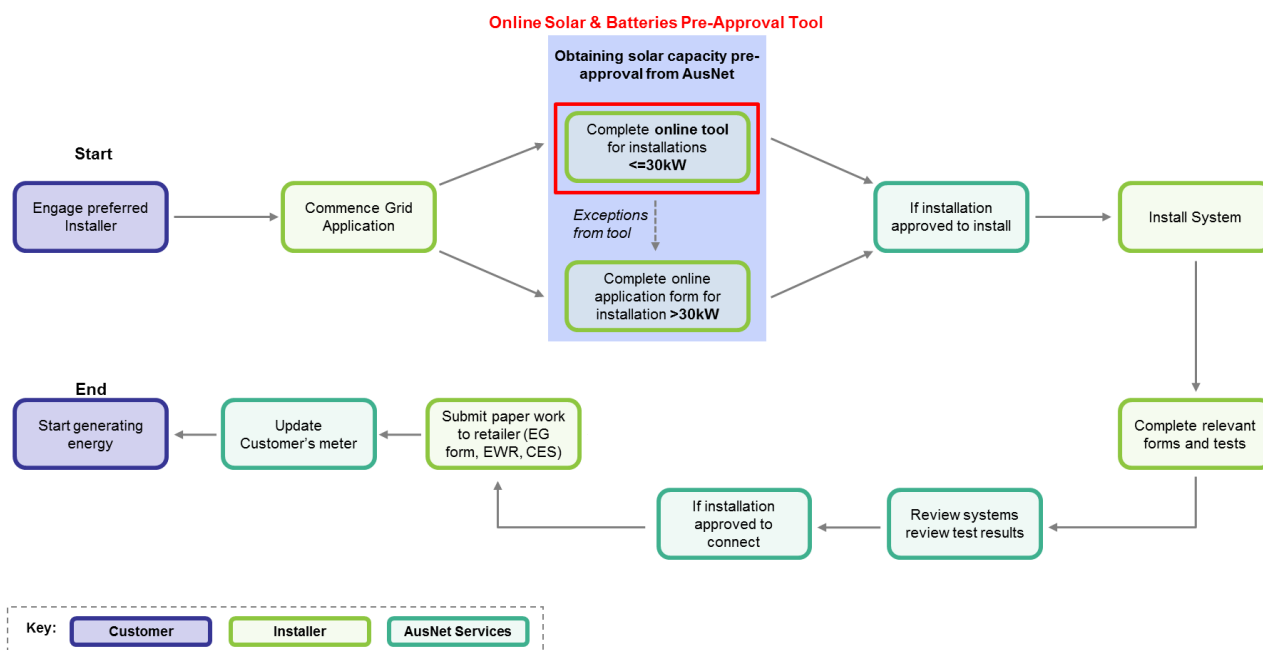 Online Solar & Batteries Pre-Approval Tool
Obtaining solar capacity pre-
approval from AusNet
Complete online tool
for installations
<=30kW
Start
Engage preferred
Installer
Commence Grid
Application
Exceptions
from tool
If installation
approved to install
Install System
Complete online
application form for
installation >30kW
End
Start generating
energy
Update
Customer's meter
Submit paper work
to retailer (EG
form, EWR, CES)
Complete relevant
forms and tests
If installation
approved to
connect
Review systems
review test results
Key:
Customer
Installer
AusNet Services